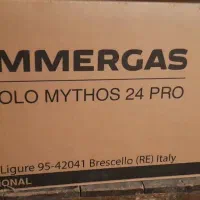 MMERGAS
OLO MYTHOS 24 PRO
Ligure 95-42041 Brescello (RE) Italy
ONAL